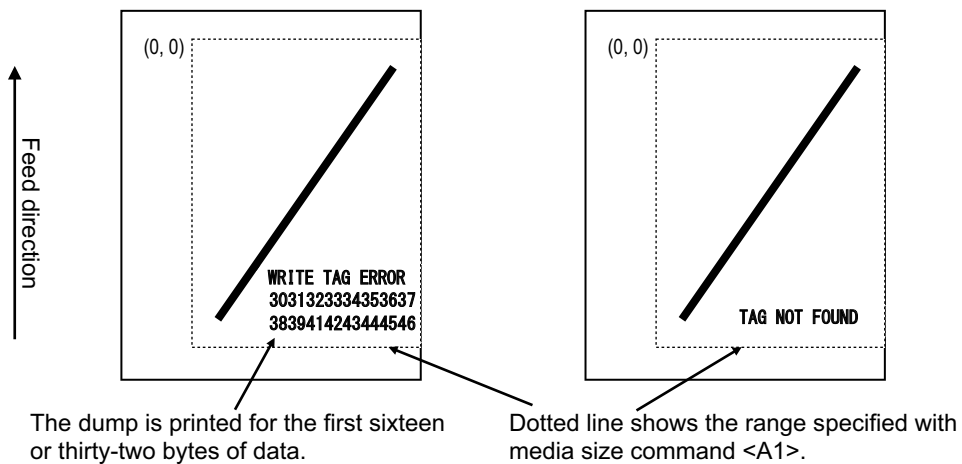 (0, 0)
(0, 0)
Feed direction
WRITE TAG ERROR
3031323334353637
3839414243444546
TAG NOT FOUND
The dump is printed for the first sixteen
or thirty-two bytes of data.
Dotted line shows the range specified with
media size command <A1>.